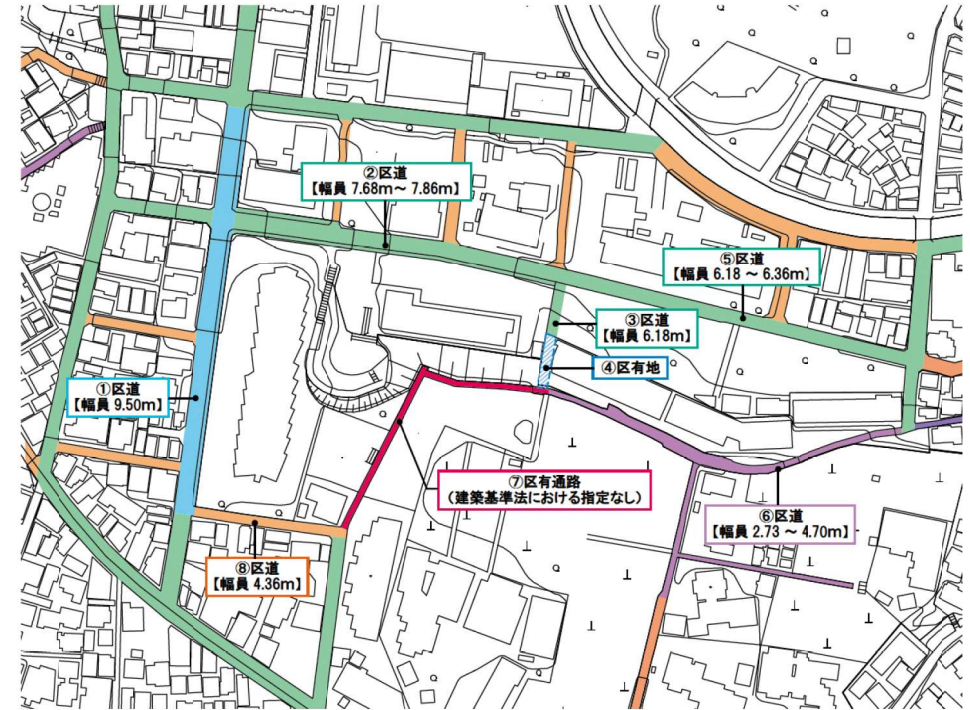 ②区道
【幅員 7.68m~ 7.86m】
⑤区道
【幅員 6.18 ~ 6.36m】
③区道
【幅員 6.18m】
④区有地
①区道
【幅員 9.50m】
⑦区有通路
(建築基準法における指定なし)
⑥区道
【幅員 2.73 ~ 4.70m】
⑧区道
【幅員 4.36m】